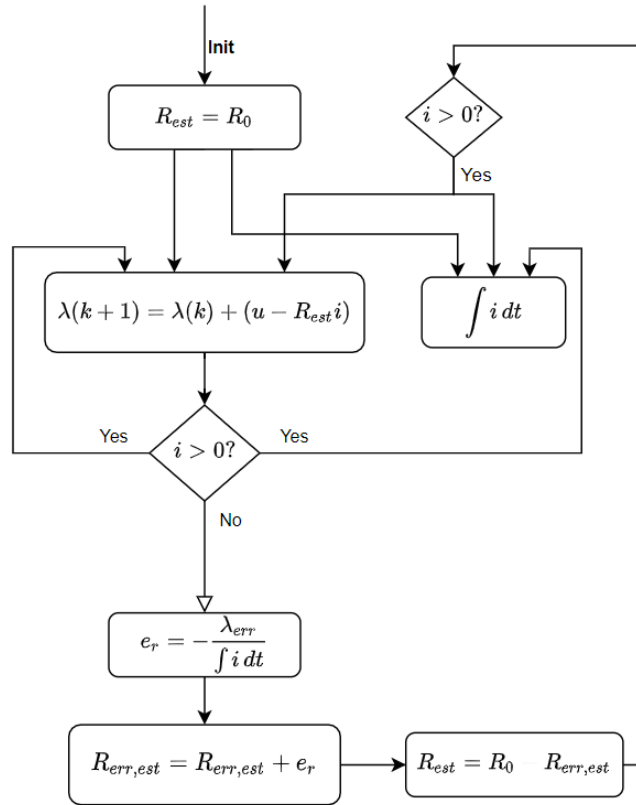 Init
R_{est} = R_0
i > 0?
Yes
λ(k + 1) = λ(k) + (u − R_{est}i)
∫ i dt
Yes
i > 0?
Yes
No
e_r = − \frac{λ_{err}}{∫ i dt}
R_{err,est} = R_{err,est} + e_r
R_{est} = R_0 R_{err,est}